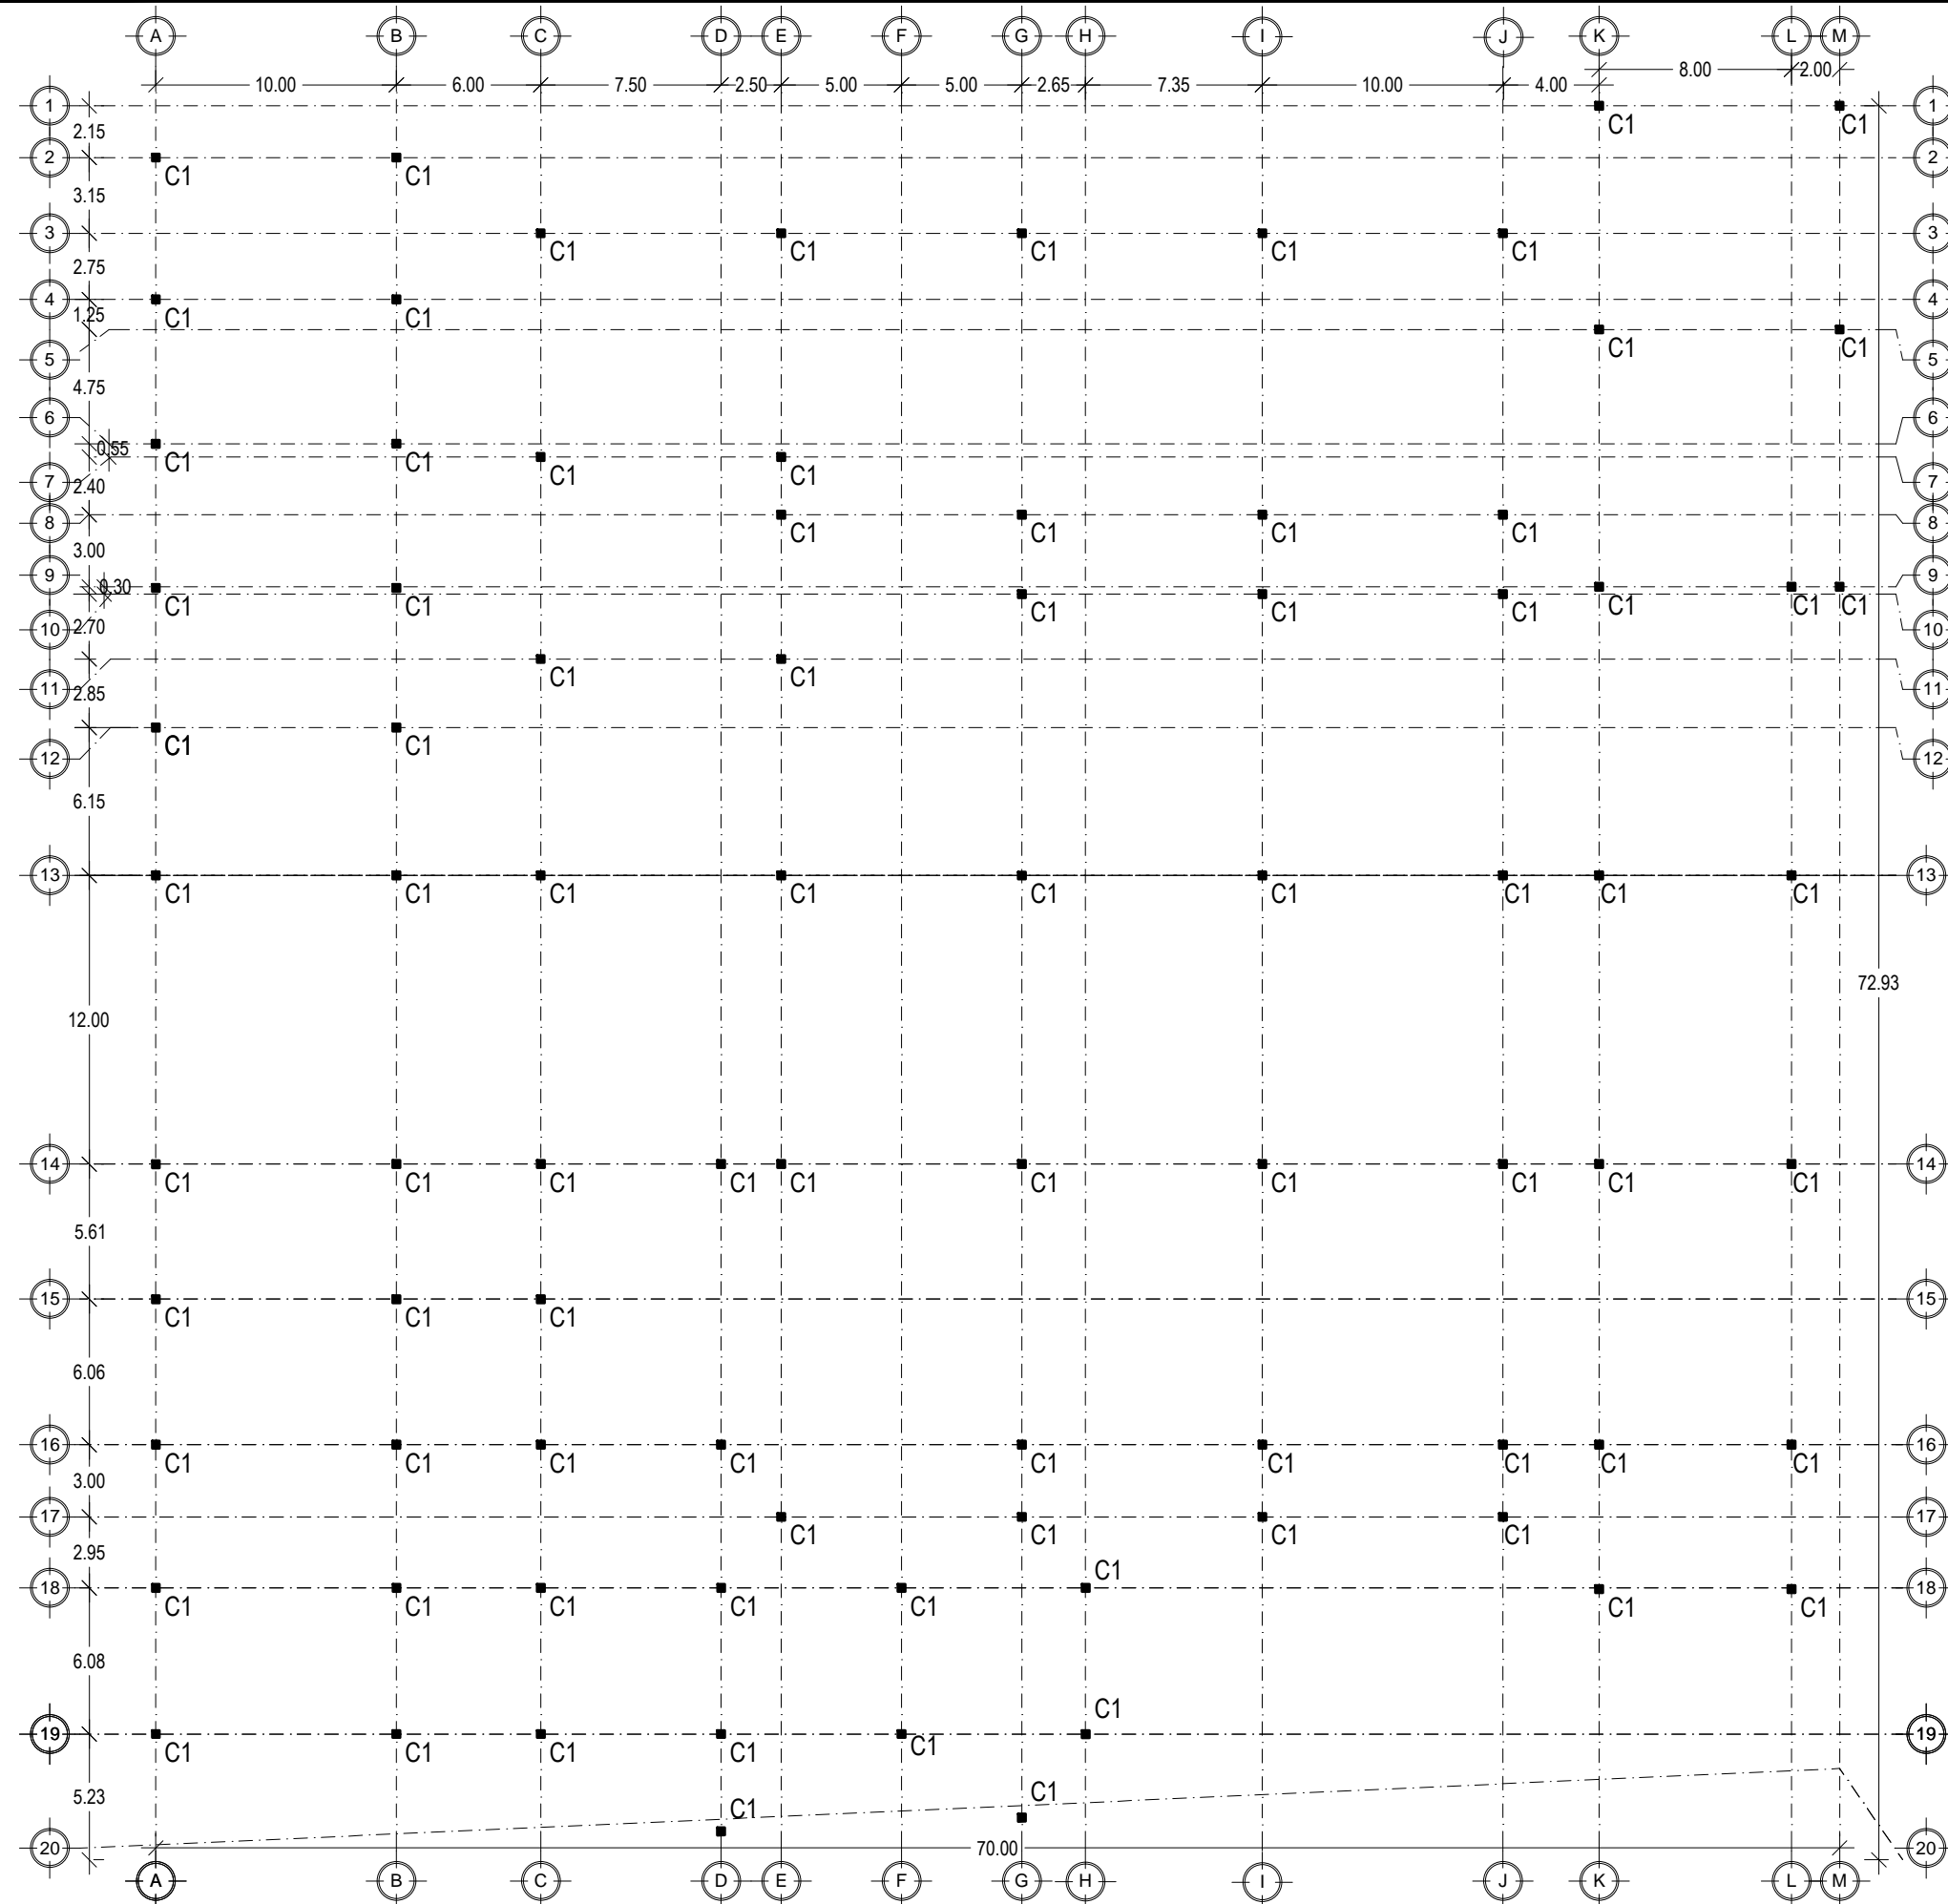 A B C D E F G H I J K L M
8.00 2.00
10.00 6.00 7.50 2.50 5.00 5.00 2.65 7.35 10.00 4.00
1 1
C1 C1
2.15
2 2
C1 C1
3.15
3 3
C1 C1 C1 C1 C1
2.75
4 4
1.25 C1 C1
C1 C1
5 5
4.75
6 6
0.55
C1 C1 C1 C1
7 2.40 7
8 8
C1 C1 C1 C1
3.00
9 9
0.30
C1 C1 C1 C1 C1 C1 C1 C1
10 2.70 10
C1 C1
11 2.85 11
C1 C1
12 12
6.15
13 13
C1 C1 C1 C1 C1 C1 C1 C1 C1
72.93
12.00
14 14
C1 C1 C1 C1 C1 C1 C1 C1 C1 C1
5.61
15 15
C1 C1 C1
6.06
16 16
C1 C1 C1 C1 C1 C1 C1 C1 C1
3.00
17 17
C1 C1 C1 C1
2.95
C1
18 18
C1 C1 C1 C1 C1 C1 C1
6.08
C1
19 19
C1 C1 C1 C1 C1
5.23
C1 C1
20 70.00 20
A B C D E F G H I J K L M